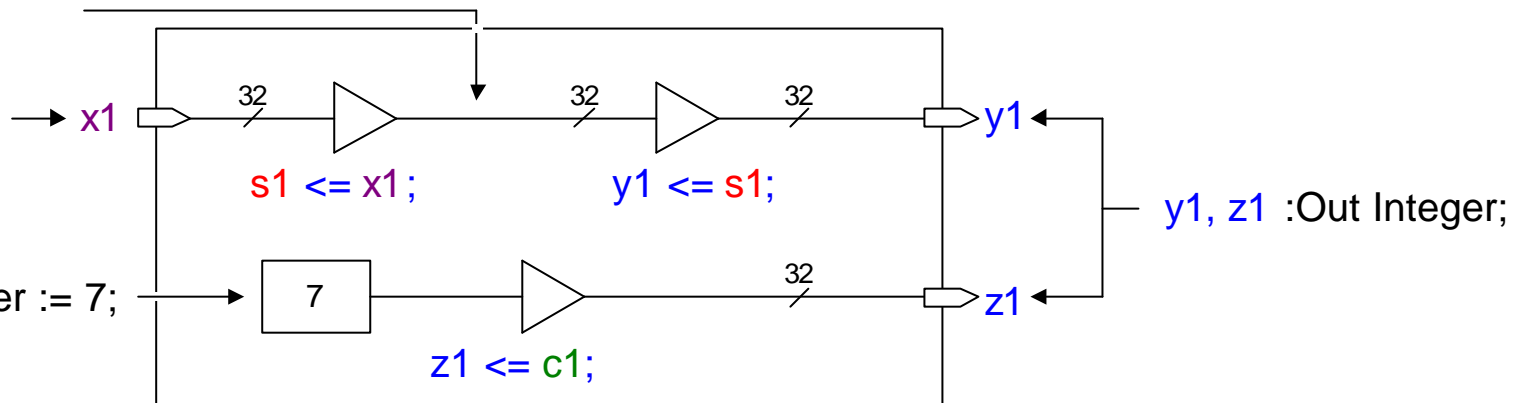 32 32 32
x1 y1
s1 <= x1; y1 <= s1;
y1, z1 :Out Integer;
32
:= 7; 7 z1
z1 <= c1;